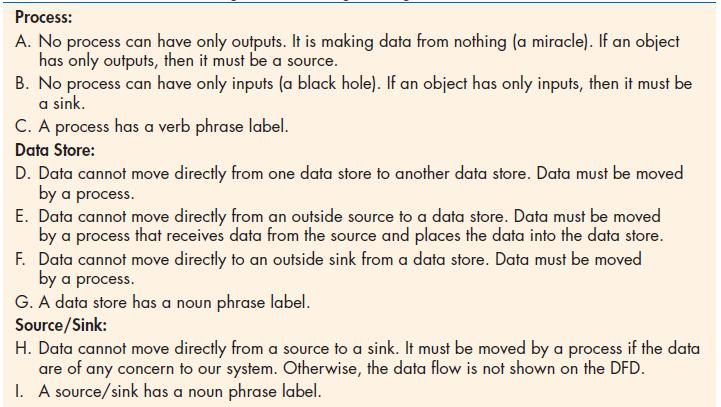 Process:
A. No process can have only outputs. It is making data from nothing (a miracle). If an object
has only outputs, then it must be a source.
B. No process can have only inputs (a black hole). If an object has only inputs, then it must be
a sink.
C. A process has a verb phrase label.
Data Store:
D. Data cannot move directly from one data store to another data store. Data must be moved
by a process.
E. Data cannot move directly from an outside source to a data store. Data must be moved
by a process that receives data from the source and places the data into the data store.
F. Data cannot move directly to an outside sink from a data store. Data must be moved
by a process.
G. A data store has a noun phrase label.
Source/Sink:
H. Data cannot move directly from a source to a sink. It must be moved by a process if the data
are of any concern to our system. Otherwise, the data flow is not shown on the DFD.
I. A source/sink has a noun phrase label.